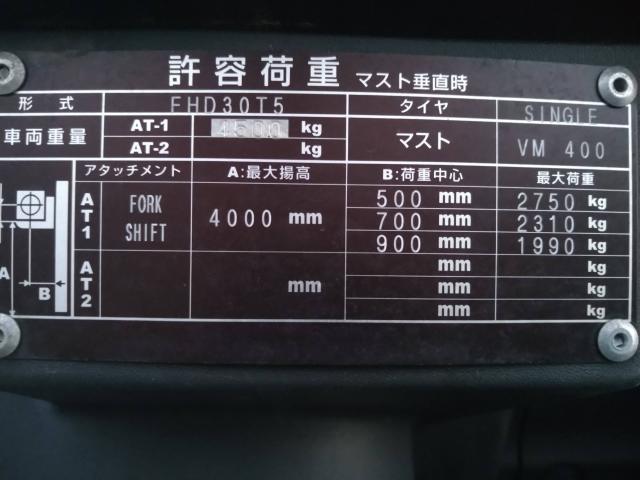 許容荷重 マスト垂直時
形式 FHD30T5 タイヤ SINGLE
車両重量 AT-1 4500 kg マスト VM 400
AT-2 kg
アタッチメント A:最大揚高 B:荷重中心 最大荷重
AT1 FORK SHIFT 4000 mm 500 mm 2750 kg
700 mm 2310 kg
900 mm 1990 kg
AT2 mm mm kg
mm kg
mm kg
A
B